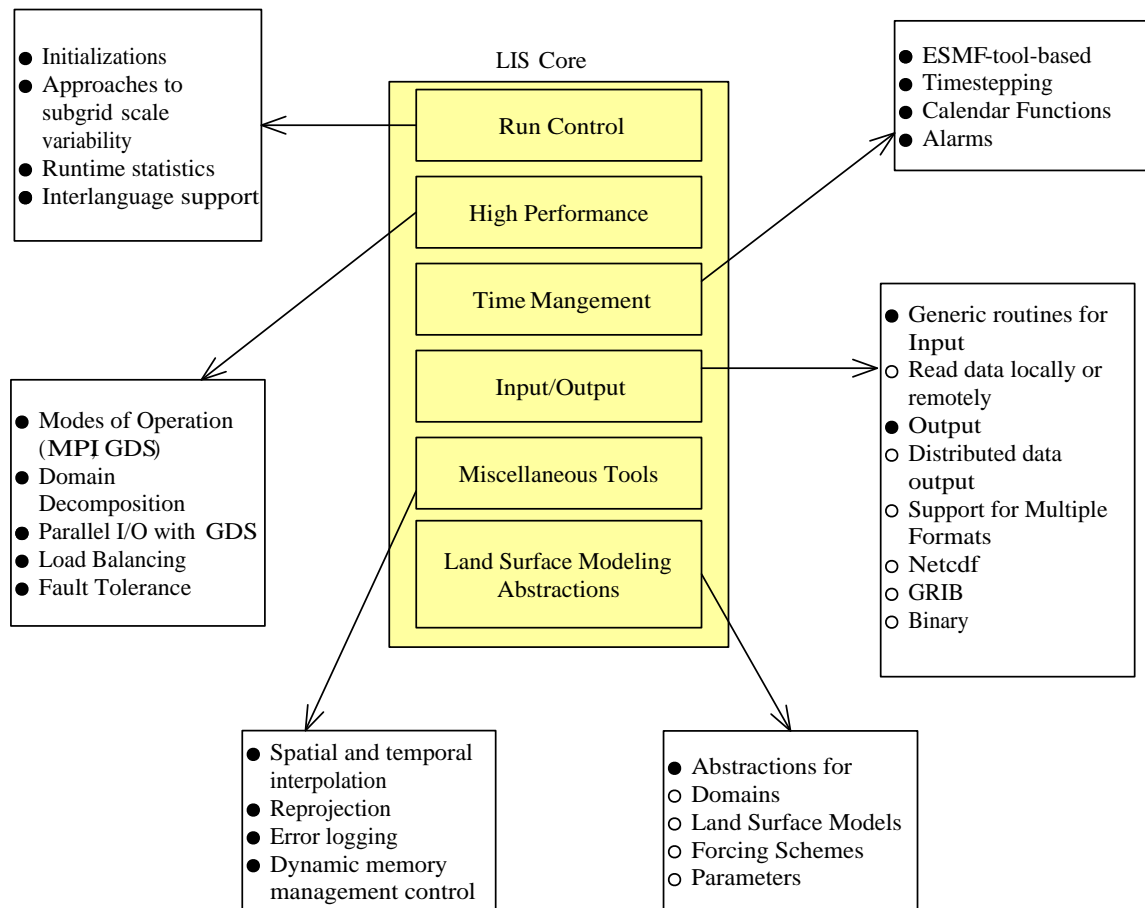 ● Initializations
● Approaches to
subgrid scale
variability
● Runtime statistics
● Interlanguage support
LIS Core
Run Control
High Performance
Time Mangement
Input/Output
Miscellaneous Tools
Land Surface Modeling
Abstractions
● ESMF-tool-based
● Timestepping
● Calendar Functions
● Alarms
● Modes of Operation
(MPI, GDS)
● Domain
Decomposition
● Parallel I/O with GDS
● Load Balancing
● Fault Tolerance
● Generic routines for
Input
○ Read data locally or
remotely
● Output
○ Distributed data
output
○ Support for Multiple
Formats
○ Netcdf
○ GRIB
○ Binary
● Spatial and temporal
interpolation
● Reprojection
● Error logging
● Dynamic memory
management control
● Abstractions for
○ Domains
○ Land Surface Models
○ Forcing Schemes
○ Parameters